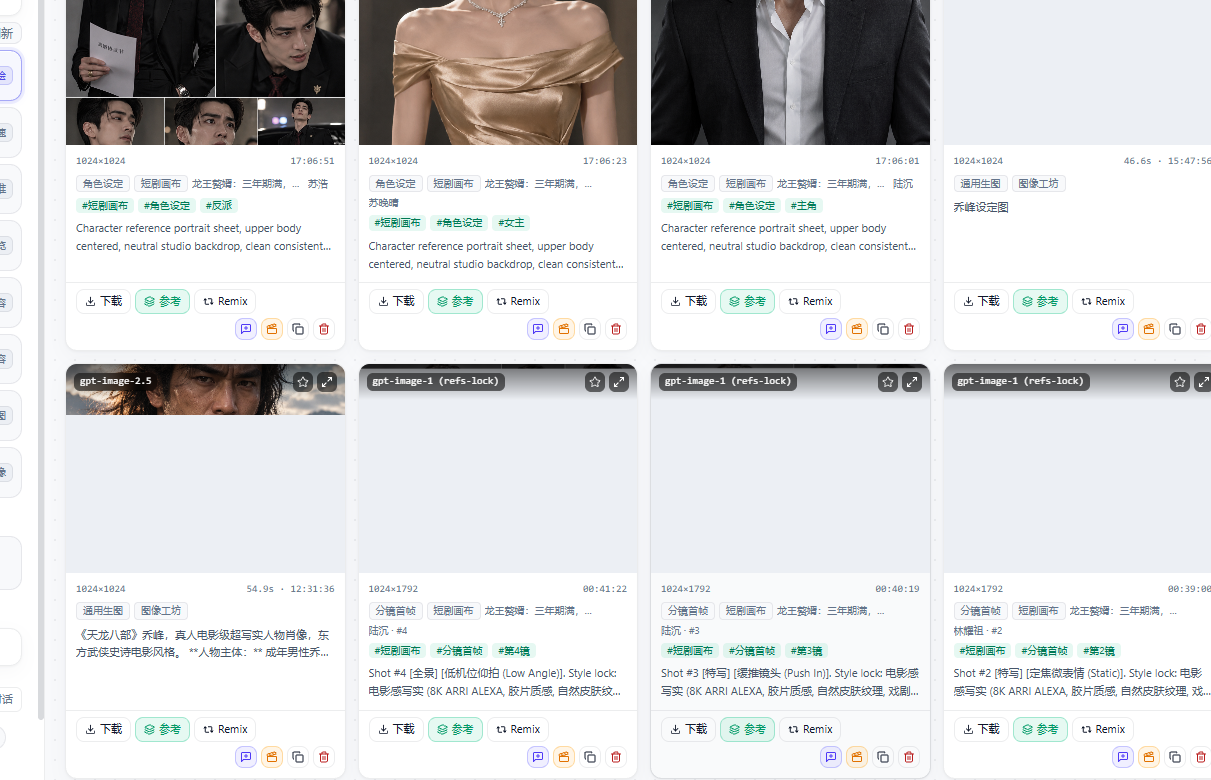 新
1024×1024 17:06:51
角色设定 短剧画布 龙王赘婿：三年期满，... 苏浩
#短剧画布 #角色设定 #反派
Character reference portrait sheet, upper body
centered, neutral studio backdrop, clean consistent...
下载 参考 Remix
1024×1024 17:06:23
角色设定 短剧画布 龙王赘婿：三年期满，...
苏晚晴
#短剧画布 #角色设定 #女主
Character reference portrait sheet, upper body
centered, neutral studio backdrop, clean consistent...
下载 参考 Remix
1024×1024 17:06:01
角色设定 短剧画布 龙王赘婿：三年期满，... 陆沉
#短剧画布 #角色设定 #主角
Character reference portrait sheet, upper body
centered, neutral studio backdrop, clean consistent...
下载 参考 Remix
1024×1024 46.6s · 15:47:56
通用生图 图像工坊
乔峰设定图
下载 参考 Remix
gpt-image-2.5
1024×1024 54.9s · 12:31:36
通用生图 图像工坊
《天龙八部》乔峰，真人电影级超写实人物肖像，东
方武侠史诗电影风格。 **人物主体：** 成年男性乔...
下载 参考 Remix
gpt-image-1 (refs-lock)
1024×1792 00:41:22
分镜首帧 短剧画布 龙王赘婿：三年期满，...
陆沉 · #4
#短剧画布 #分镜首帧 #第4镜
Shot #4 [全景] [低机位仰拍 (Low Angle)]. Style lock:
电影感写实 (8K ARRI ALEXA, 胶片质感, 自然皮肤纹...
下载 参考 Remix
gpt-image-1 (refs-lock)
1024×1792 00:40:19
分镜首帧 短剧画布 龙王赘婿：三年期满，...
陆沉 · #3
#短剧画布 #分镜首帧 #第3镜
Shot #3 [特写] [缓推镜头 (Push In)]. Style lock: 电影感
写实 (8K ARRI ALEXA, 胶片质感, 自然皮肤纹理, 戏剧...
下载 参考 Remix
gpt-image-1 (refs-lock)
1024×1792 00:39:00
分镜首帧 短剧画布 龙王赘婿：三年期满，...
林耀祖 · #2
#短剧画布 #分镜首帧 #第2镜
Shot #2 [特写] [定焦微表情 (Static)]. Style lock: 电影
感写实 (8K ARRI ALEXA, 胶片质感, 自然皮肤纹理, 戏...
下载 参考 Remix